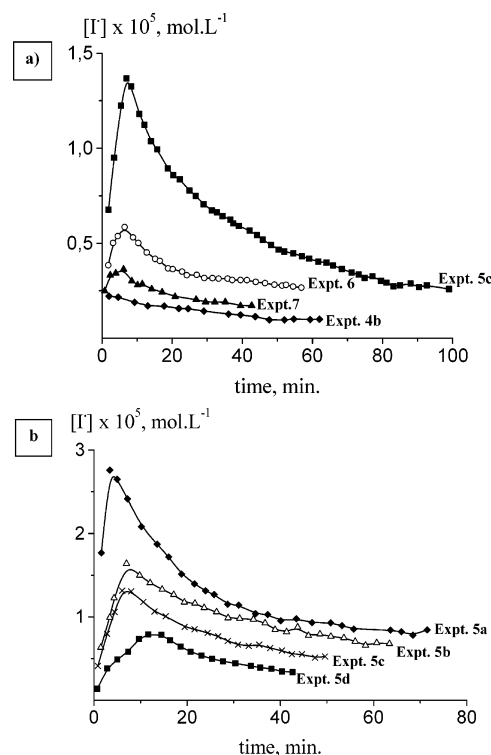 [I·] x 10⁵, mol.L⁻¹
a)
1,5
1,0
0,5
Expt. 5c
Expt. 6
Expt.7
Expt. 4b
0 20 40 60 80 100
time, min.
[I·] x 10⁵, mol.L⁻¹
b
3
2
1
Expt. 5a
Expt. 5b
Expt. 5c
Expt. 5d
0 20 40 60 80
time, min.